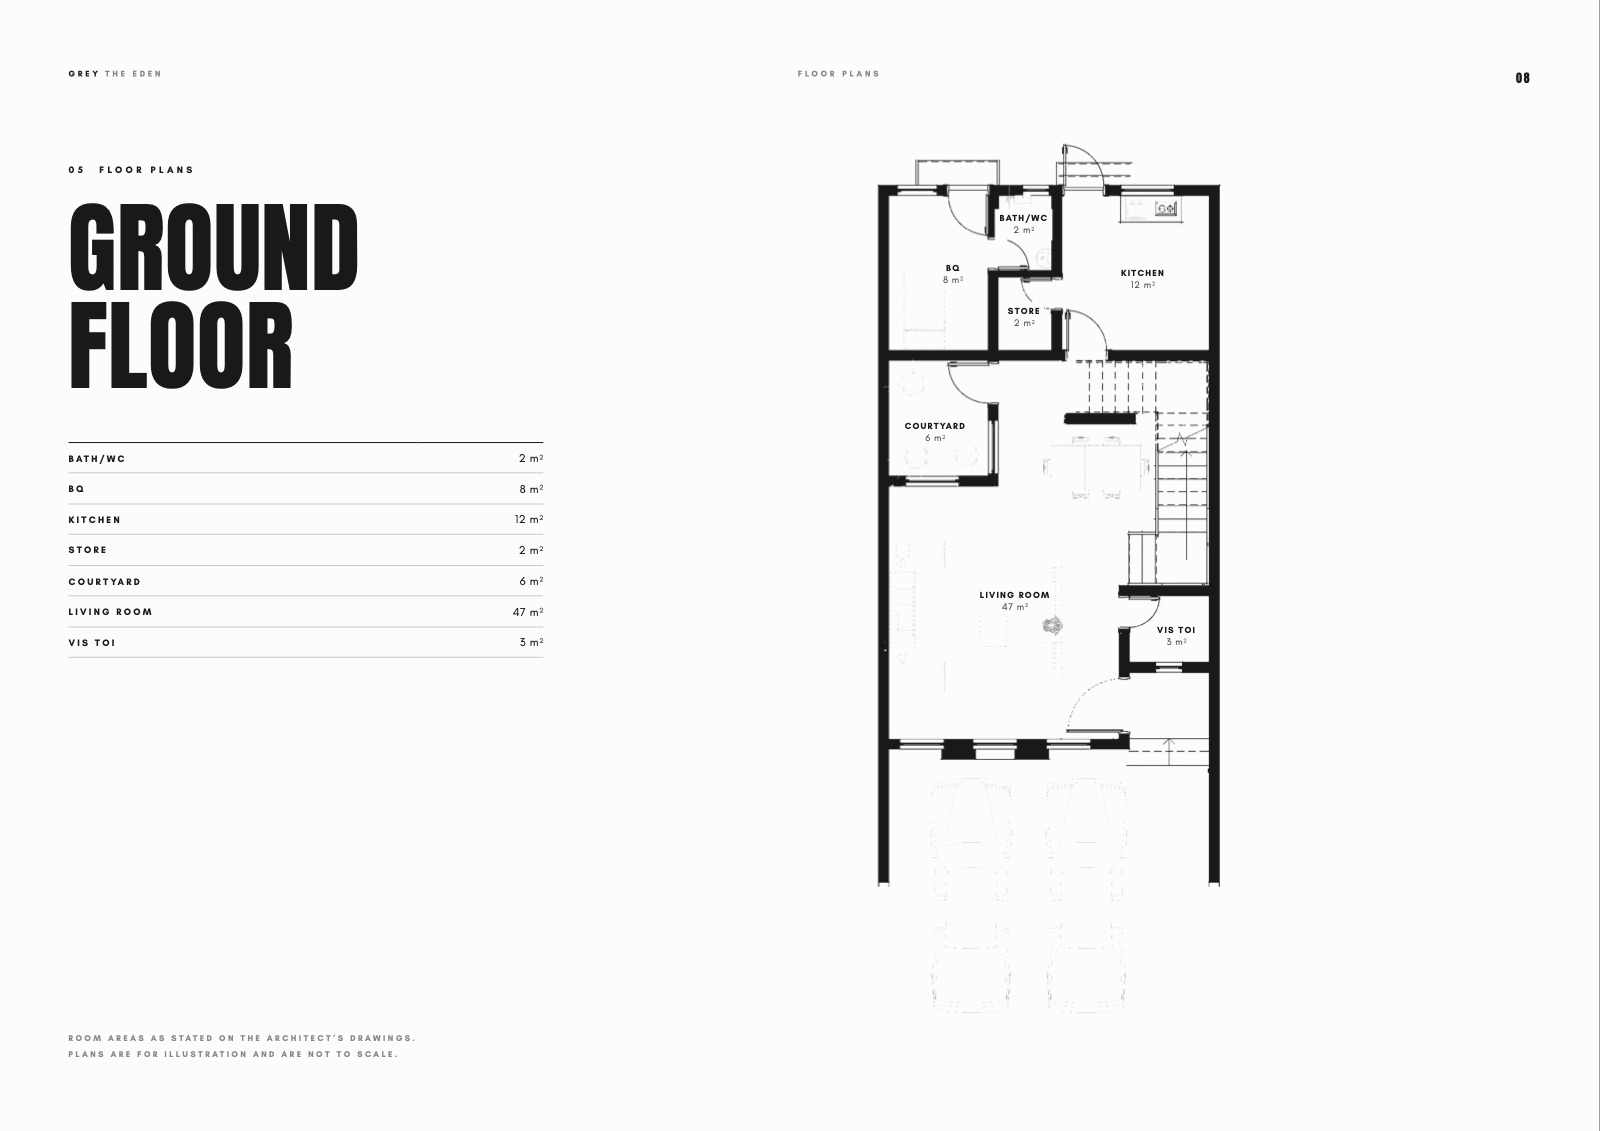 GREY THE EDEN
FLOOR PLANS
08
05 FLOOR PLANS
GROUND
FLOOR
BATH/WC 2 m²
BQ 8 m²
KITCHEN 12 m²
STORE 2 m²
COURTYARD 6 m²
LIVING ROOM 47 m²
VIS TOI 3 m²
BATH/WC
2 m²
BQ
8 m²
KITCHEN
12 m²
STORE
2 m²
COURTYARD
6 m²
LIVING ROOM
47 m²
VIS TOI
3 m²
ROOM AREAS AS STATED ON THE ARCHITECT'S DRAWINGS.
PLANS ARE FOR ILLUSTRATION AND ARE NOT TO SCALE.